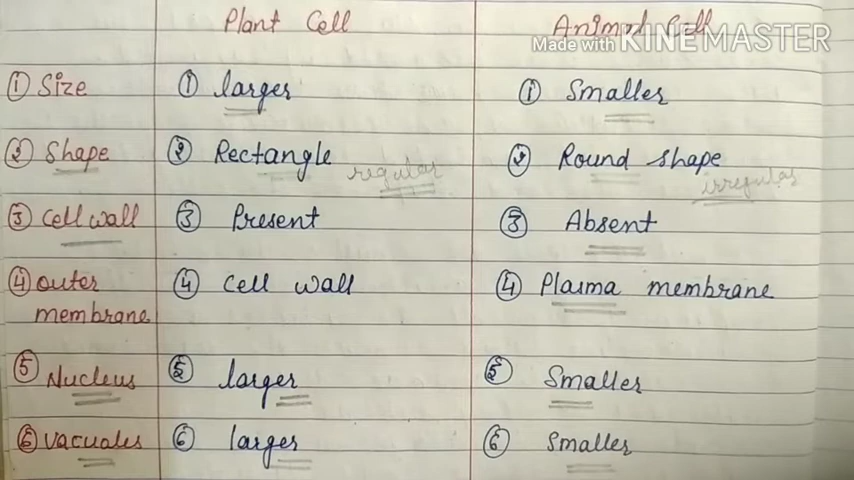 Plant Cell Animal Cell
Made with KINEMASTER
① Size ① larger ① Smaller
② Shape ② Rectangle regular ② Round shape irregular
③ Cell wall ③ Present ③ Absent
④ outer ④ Cell wall ④ Plasma membrane
membrane
⑤ Nucleus ⑤ larger ⑤ Smaller
⑥ vacuales ⑥ larger ⑥ Smaller